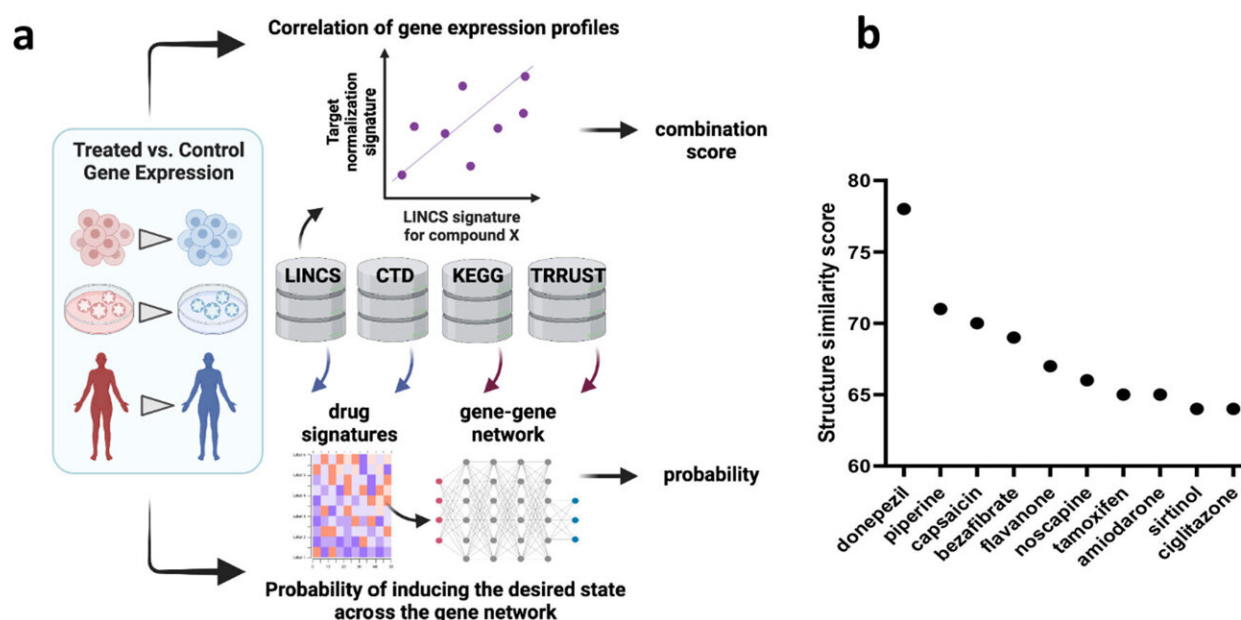 a
Correlation of gene expression profiles
Target
normalization
signature
LINCS signature
for compound X
combination
score
Treated vs. Control
Gene Expression
LINCS
CTD
KEGG
TRRUST
drug
signatures
gene-gene
network
probability
Probability of inducing the desired state
across the gene network
b
Structure similarity score
80
75
70
65
60
donepezil
piperine
capsaicin
bezafibrate
flavanone
noscapine
tamoxifen
amiodarone
sirtinol
ciglitazone